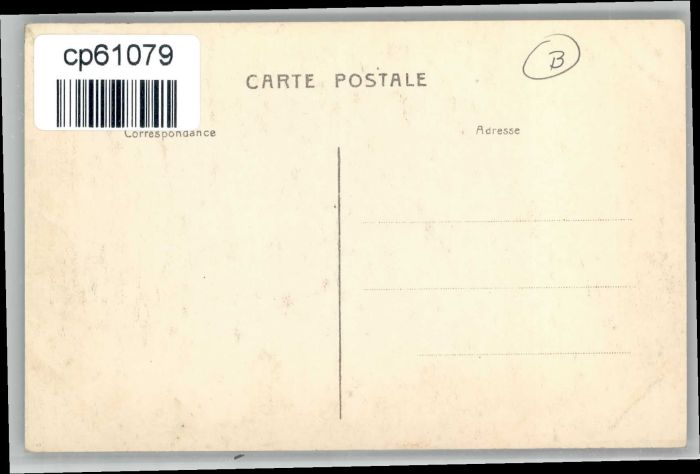 cp61079
CARTE POSTALE
B
Correspondance
Adresse